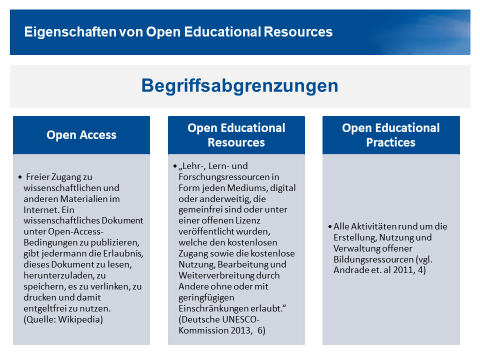 Eigenschaften von Open Educational Resources
Begriffsabgrenzungen
Open Access
• Freier Zugang zu
wissenschaftlichen und
anderen Materialien im
Internet. Ein
wissenschaftliches Dokument
unter Open-Access-
Bedingungen zu publizieren,
gibt jedermann die Erlaubnis,
dieses Dokument zu lesen,
herunterzuladen, zu
speichern, es zu verlinken, zu
drucken und damit
entgeltfrei zu nutzen.
(Quelle: Wikipedia)
Open Educational
Resources
• „Lehr-, Lern- und
Forschungsressourcen in
Form jeden Mediums, digital
oder anderweitig, die
gemeinfrei sind oder unter
einer offenen Lizenz
veröffentlicht wurden,
welche den kostenlosen
Zugang sowie die kostenlose
Nutzung, Bearbeitung und
Weiterverbreitung durch
Andere ohne oder mit
geringfügigen
Einschränkungen erlaubt.“
(Deutsche UNESCO-
Kommission 2013, 6)
Open Educational
Practices
• Alle Aktivitäten rund um die
Erstellung, Nutzung und
Verwaltung offener
Bildungsressourcen (vgl.
Andrade et. al 2011, 4)